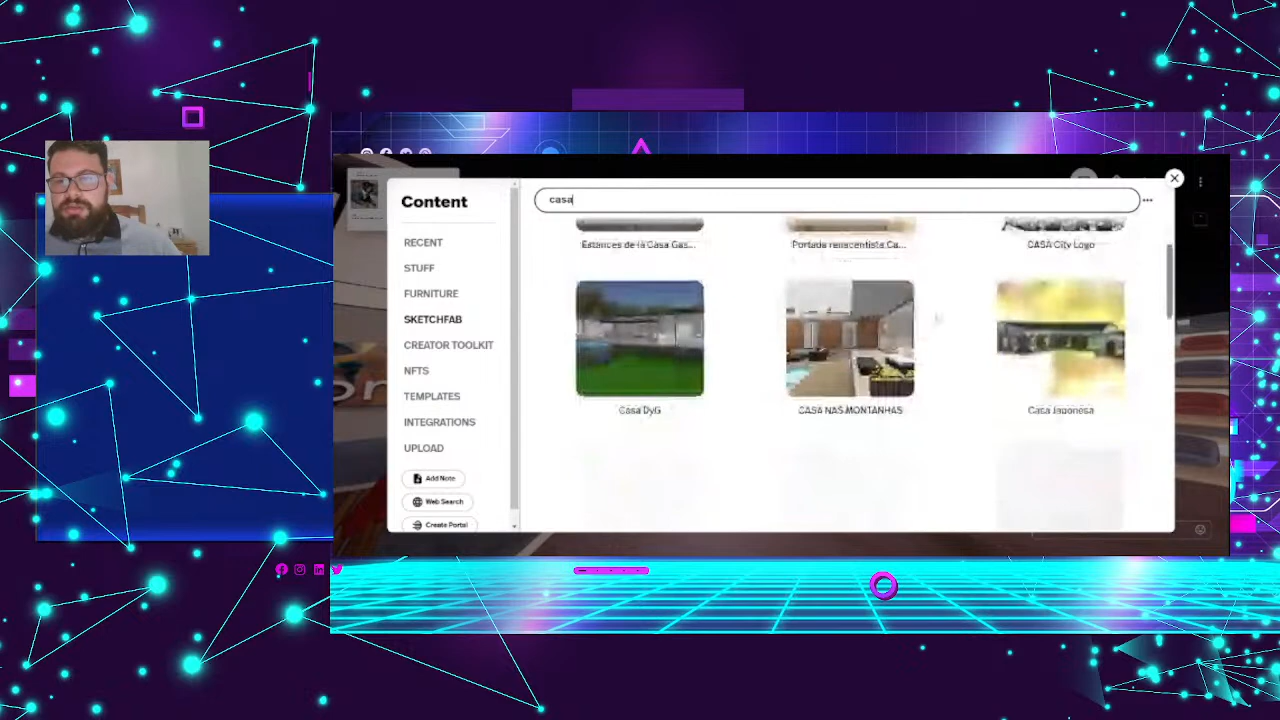 Content
casa
RECENT
STUFF
FURNITURE
SKETCHFAB
CREATOR TOOLKIT
NFTS
TEMPLATES
INTEGRATIONS
UPLOAD
Add Note
Web Search
Create Portal
Estances de la Casa Gas...
Portada renacentista Ca...
CASA City Logo
Casa DyG
CASA NAS MONTANHAS
Casa Japonesa